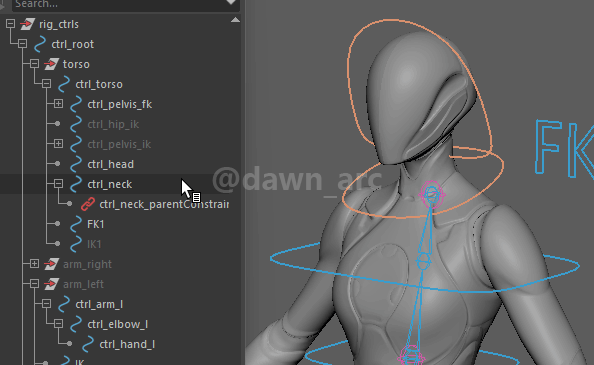 Search...
rig_ctrls
ctrl_root
torso
ctrl_torso
ctrl_pelvis_fk
ctrl_hip_ik
ctrl_pelvis_ik
ctrl_head
ctrl_neck
ctrl_neck_parentConstrain
FK1
IK1
arm_right
arm_left
ctrl_arm_l
ctrl_elbow_l
ctrl_hand_l
IK
@dawn_arc
FK